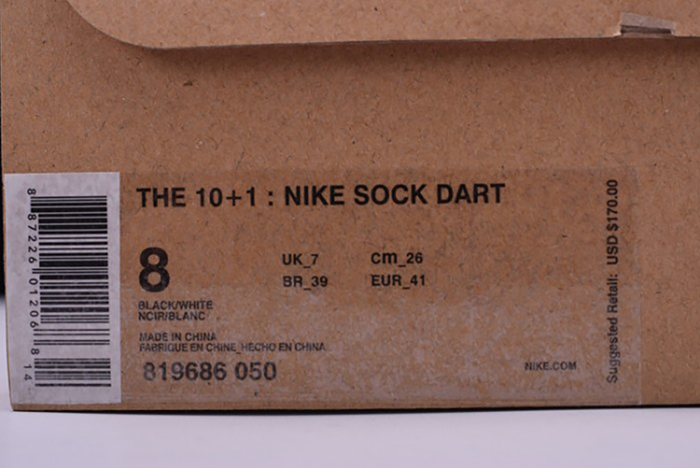 THE 10+1 : NIKE SOCK DART
8
UK_7
cm_26
BR_39
EUR_41
BLACK/WHITE
NOIR/BLANC
MADE IN CHINA
FABRIQUE EN CHINE HECHO EN CHINA
819686 050
NIKE.COM
Suggested Retail: USD $170.00
8 87226 01206 8 14